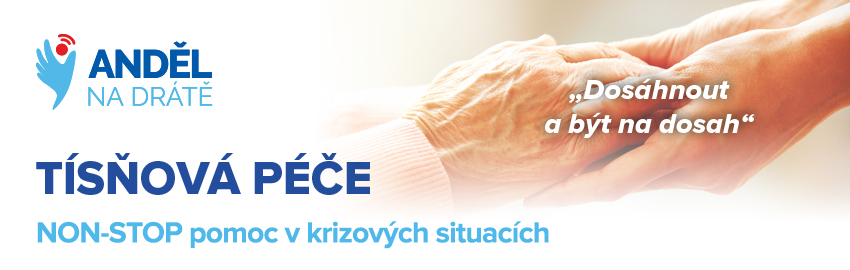 ANDĚL
NA DRÁTĚ
„Dosáhnout
a být na dosah“
TÍSŇOVÁ PÉČE
NON-STOP pomoc v krizových situacích